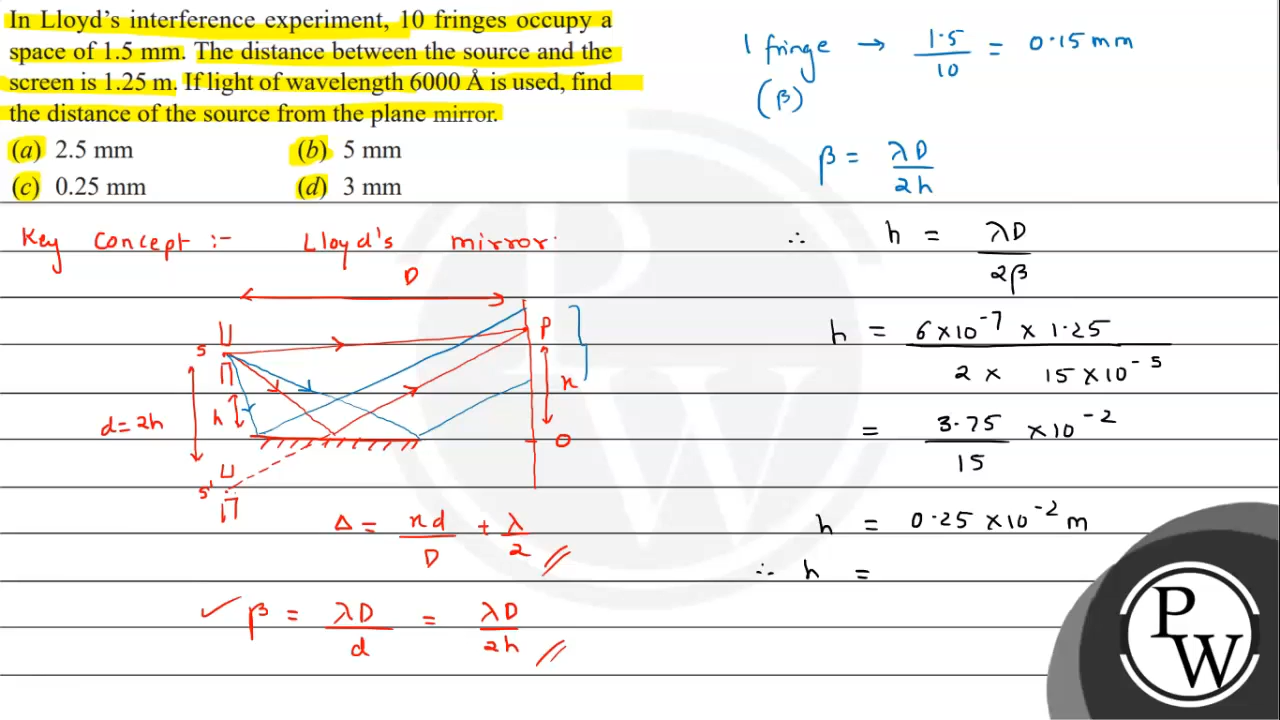 In Lloyd's interference experiment, 10 fringes occupy a
space of 1.5 mm. The distance between the source and the
screen is 1.25 m. If light of wavelength 6000 Å is used, find
the distance of the source from the plane mirror.
(a) 2.5 mm (b) 5 mm
(c) 0.25 mm (d) 3 mm
Key concept :- Lloyd's mirror.
D
S
P
h
x
d=2h
O
S'
Δ = xd/D + λ/2
β = λD/d = λD/2h
1 fringe → 1.5/10 = 0.15 mm
(β)
β = λD/2h
∴ h = λD/2β
h = 6×10⁻⁷ × 1.25 / 2 × 15×10⁻⁵
= 3.75/15 ×10⁻²
h = 0.25 ×10⁻² m
∴ h =
P
W